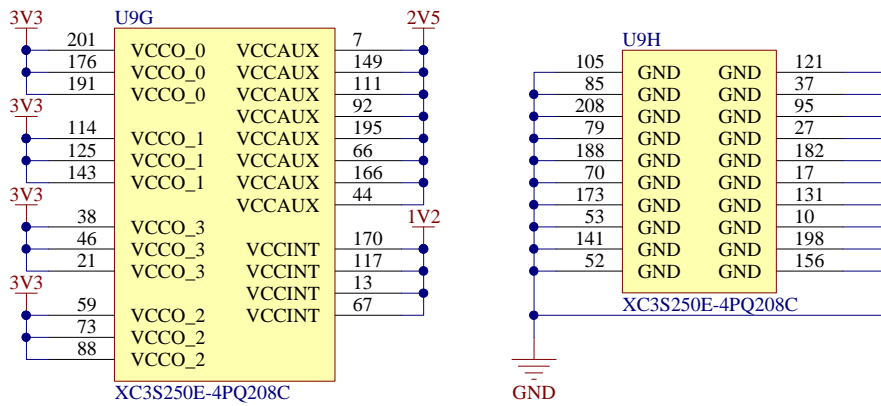 3V3 U9G 2V5
201 VCCO_0 VCCAUX 7
176 VCCO_0 VCCAUX 149
191 VCCO_0 VCCAUX 111
3V3 VCCAUX 92
114 VCCO_1 VCCAUX 195
125 VCCO_1 VCCAUX 66
143 VCCO_1 VCCAUX 166
3V3 VCCAUX 44
38 VCCO_3 1V2
46 VCCO_3 VCCINT 170
21 VCCO_3 VCCINT 117
3V3 VCCINT 13
59 VCCO_2 VCCINT 67
73 VCCO_2
88 VCCO_2
XC3S250E-4PQ208C
U9H
105 GND GND 121
85 GND GND 37
208 GND GND 95
79 GND GND 27
188 GND GND 182
70 GND GND 17
173 GND GND 131
53 GND GND 10
141 GND GND 198
52 GND GND 156
XC3S250E-4PQ208C
GND